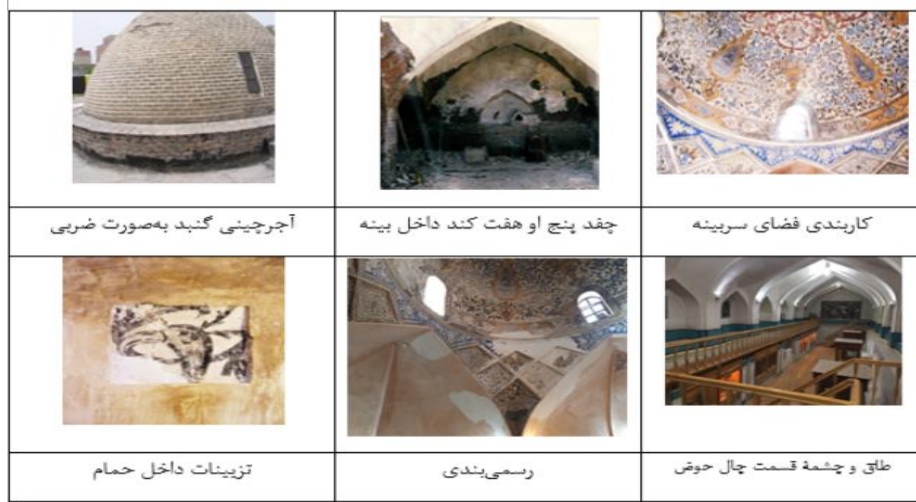 کاربندی فضای سربینه
چفد پنج او هفت کند داخل بینه
آجرچینی گنبد به‌صورت ضربی
طاق و چشمهٔ قسمت چال حوض
رسمی‌بندی
تزیینات داخل حمام